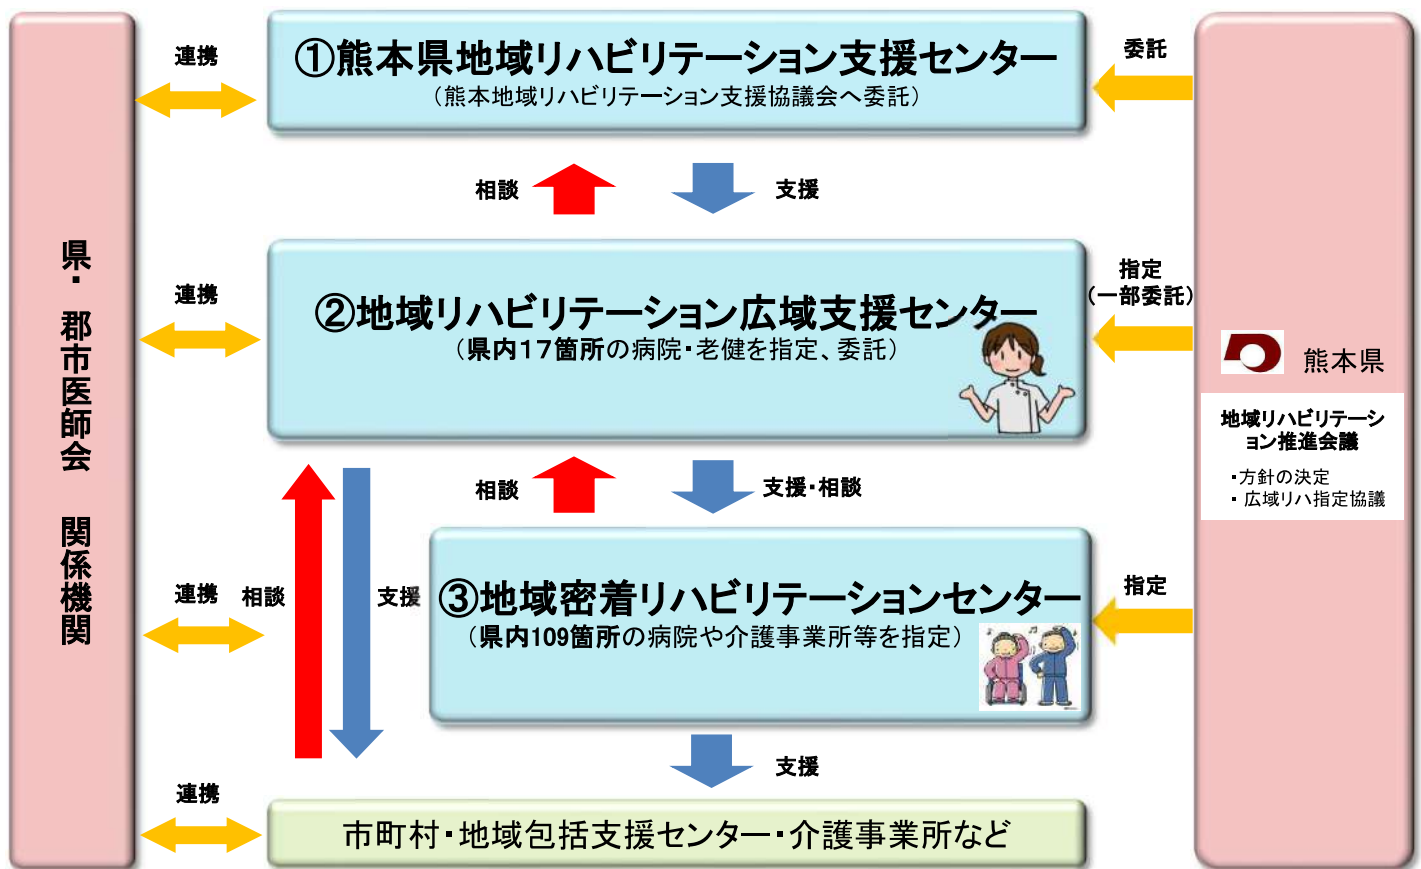 連携
①熊本県地域リハビリテーション支援センター
（熊本地域リハビリテーション支援協議会へ委託）
委託
相談
支援
連携
②地域リハビリテーション広域支援センター
（県内17箇所の病院・老健を指定、委託）
指定
（一部委託）
県・郡市医師会 関係機関
熊本県
地域リハビリテーシ
ョン推進会議
・方針の決定
・広域リハ指定協議
相談
支援・相談
連携
相談
支援
③地域密着リハビリテーションセンター
（県内109箇所の病院や介護事業所等を指定）
指定
支援
連携
市町村・地域包括支援センター・介護事業所など